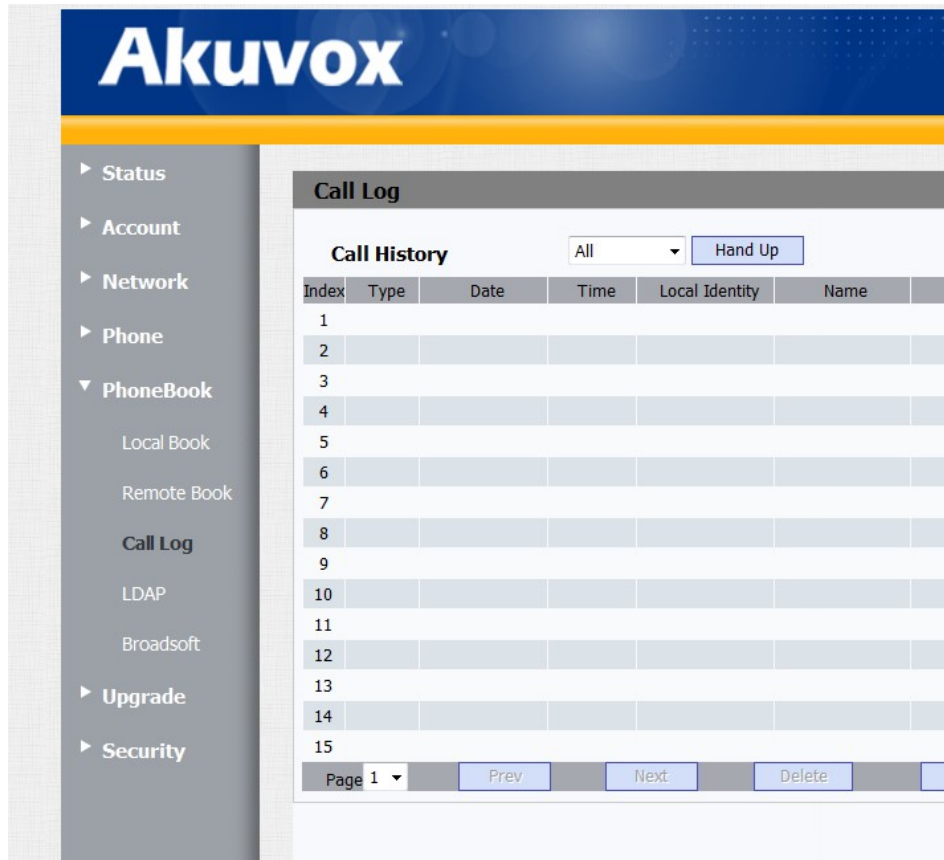 Akuvox
Status
Account
Network
Phone
PhoneBook
Local Book
Remote Book
Call Log
LDAP
Broadsoft
Upgrade
Security
Call Log
Call History All Hand Up
Index Type Date Time Local Identity Name
1
2
3
4
5
6
7
8
9
10
11
12
13
14
15
Page 1 Prev Next Delete